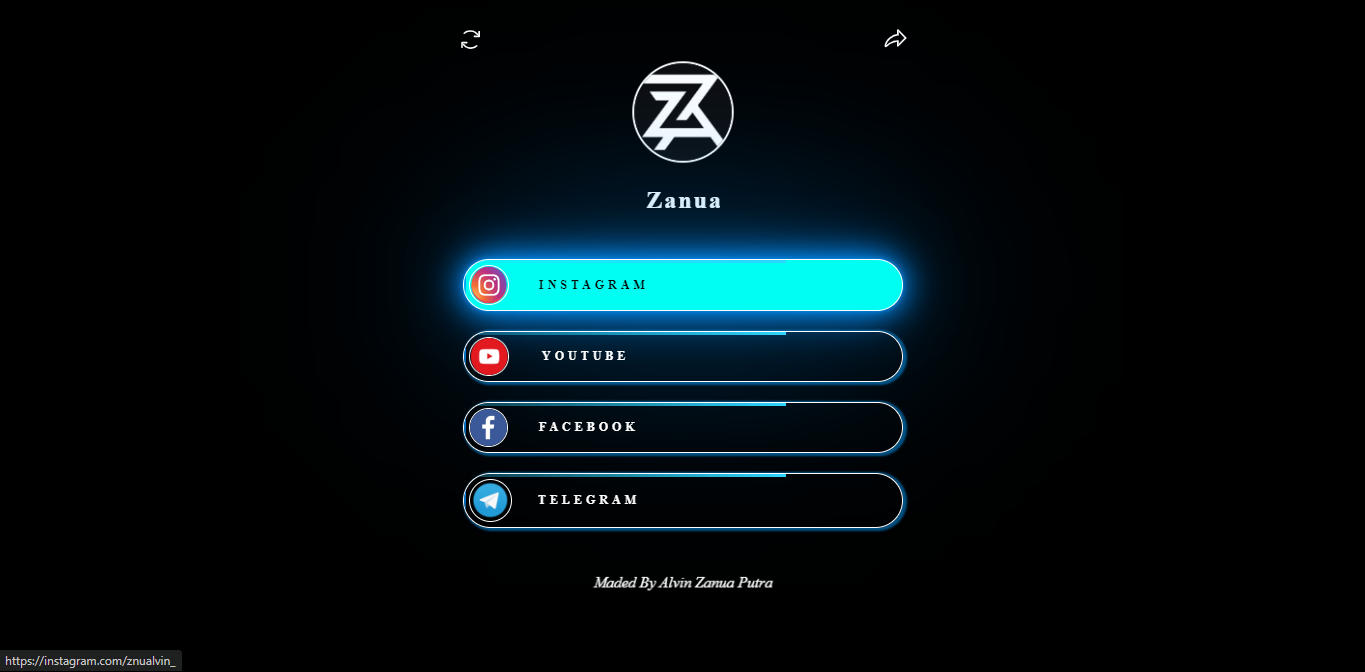 Zanua
INSTAGRAM
YOUTUBE
FACEBOOK
TELEGRAM
Maded By Alvin Zanua Putra
https://instagram.com/znualvin_